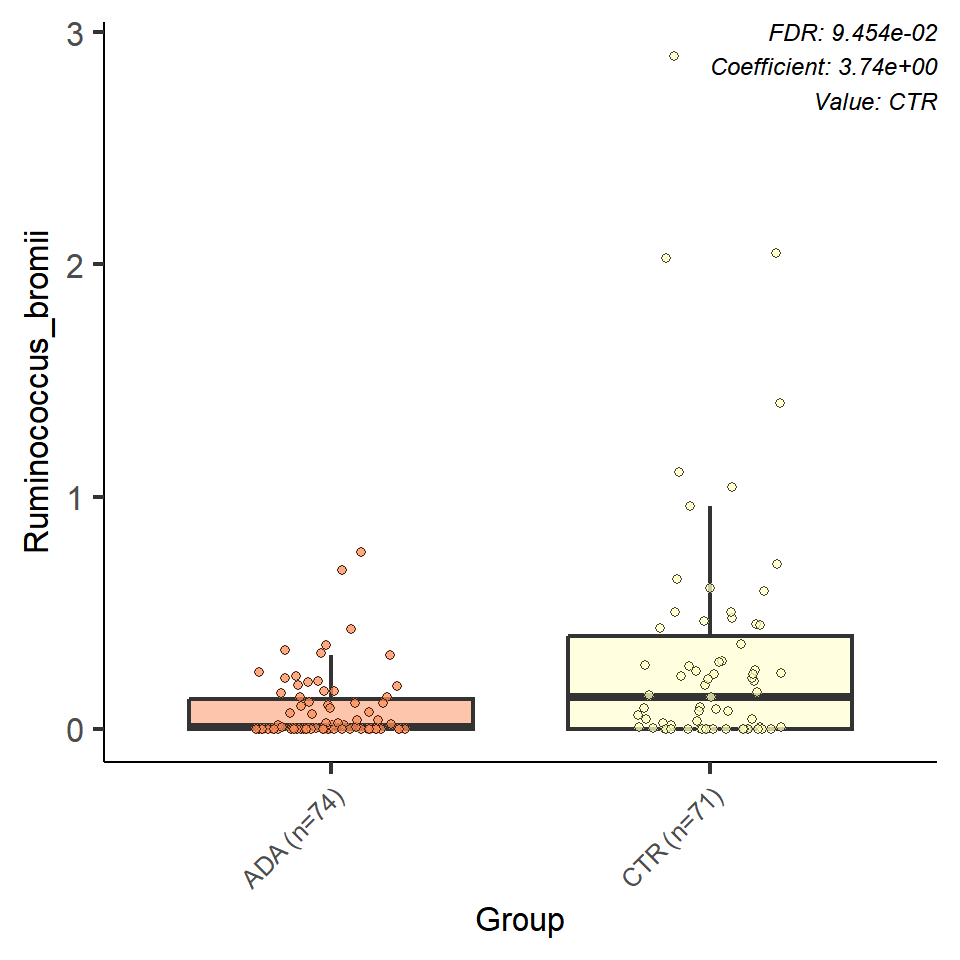 FDR: 9.454e-02
Coefficient: 3.74e+00
Value: CTR
3
2
1
0
Ruminococcus_bromii
ADA (n=74)
CTR (n=71)
Group